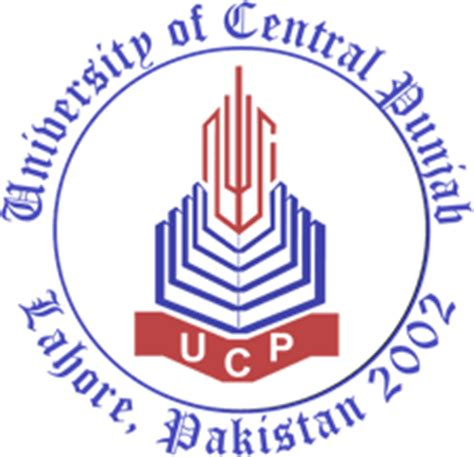 University of Central Punjab
UCP
Lahore, Pakistan 2002